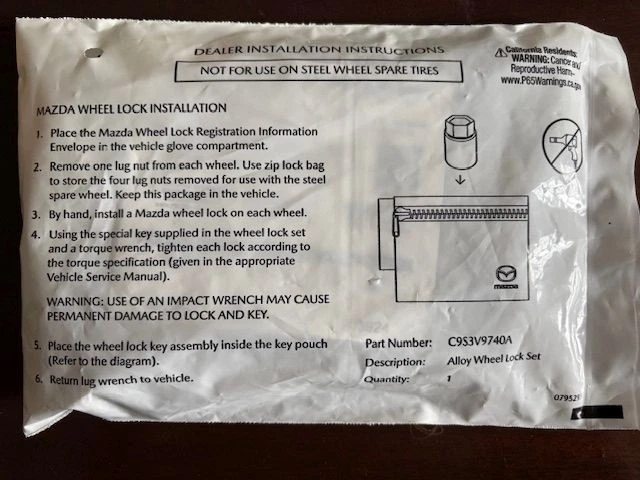 DEALER INSTALLATION INSTRUCTIONS
NOT FOR USE ON STEEL WHEEL SPARE TIRES
California Residents:
WARNING: Cancer and
Reproductive Harm-
www.P65Warnings.ca.gov
MAZDA WHEEL LOCK INSTALLATION
1. Place the Mazda Wheel Lock Registration Information
Envelope in the vehicle glove compartment.
2. Remove one lug nut from each wheel. Use zip lock bag
to store the four lug nuts removed for use with the steel
spare wheel. Keep this package in the vehicle.
3. By hand, install a Mazda wheel lock on each wheel.
4. Using the special key supplied in the wheel lock set
and a torque wrench, tighten each lock according to
the torque specification (given in the appropriate
Vehicle Service Manual).
WARNING: USE OF AN IMPACT WRENCH MAY CAUSE
PERMANENT DAMAGE TO LOCK AND KEY.
5. Place the wheel lock key assembly inside the key pouch
(Refer to the diagram).
6. Return lug wrench to vehicle.
mazda
Part Number: C9S3V9740A
Description: Alloy Wheel Lock Set
Quantity: 1